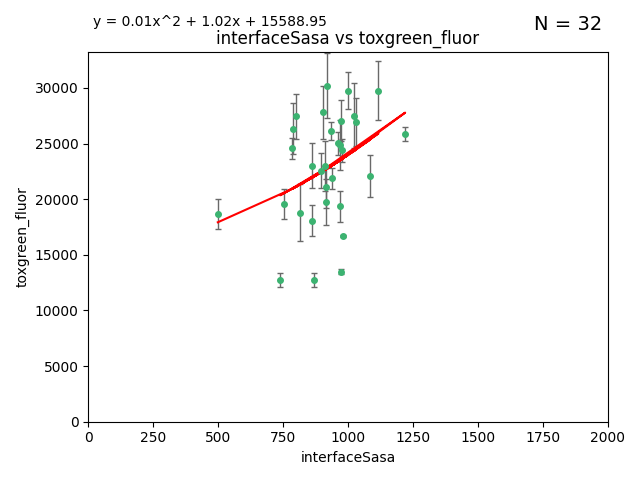 y = 0.01x^2 + 1.02x + 15588.95
N = 32
interfaceSasa vs toxgreen_fluor
toxgreen_fluor
30000
25000
20000
15000
10000
5000
0
0 250 500 750 1000 1250 1500 1750 2000
interfaceSasa